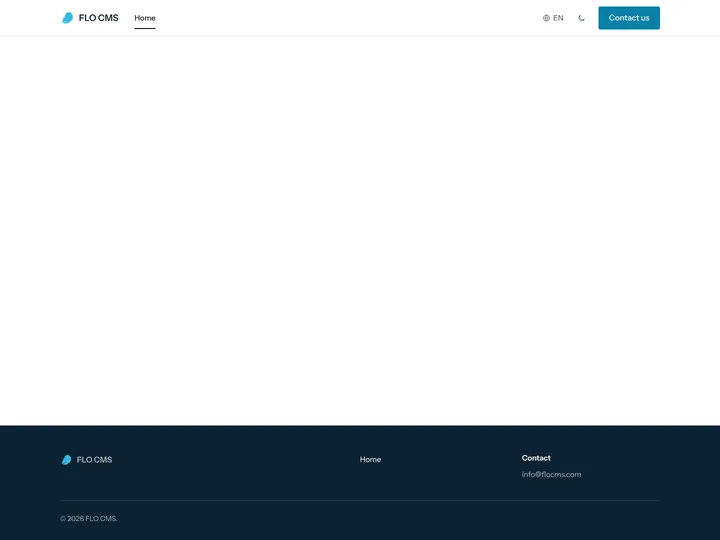 FLO CMS
Home
EN
Contact us
FLO CMS
Home
Contact
info@flocms.com
© 2026 FLO CMS.